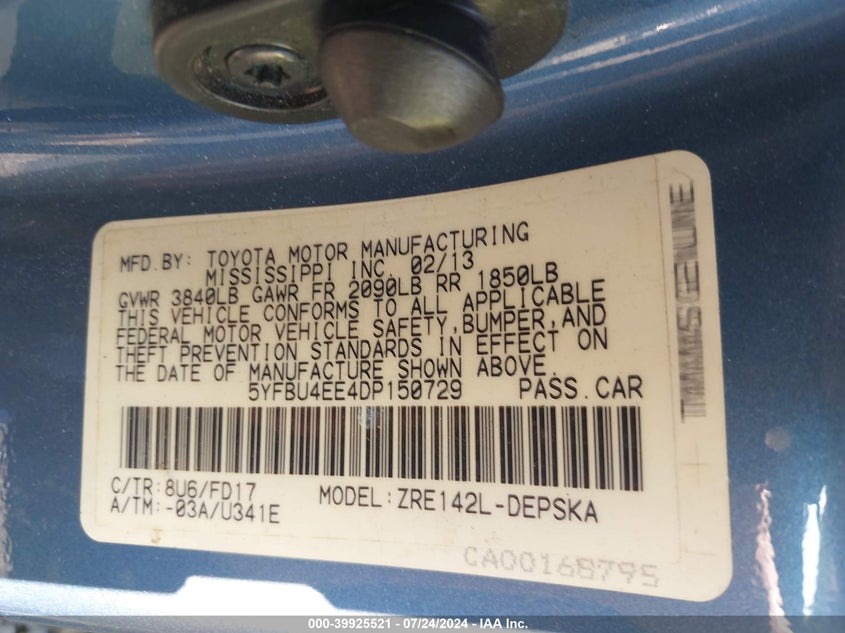 MFD.BY: TOYOTA MOTOR MANUFACTURING
MISSISSIPPI INC. 02/13
GVWR 3840LB GAWR FR 2090LB RR 1850LB
THIS VEHICLE CONFORMS TO ALL APPLICABLE
FEDERAL MOTOR VEHICLE SAFETY,BUMPER,AND
THEFT PREVENTION STANDARDS IN EFFECT ON
THE DATE OF MANUFACTURE SHOWN ABOVE.
5YFBU4EE4DP150729 PASS.CAR
C/TR:8U6/FD17 MODEL:ZRE142L-DEPSKA
A/TM:-03A/U341E
CA00168795
000-39925521 - 07/24/2024 - IAA Inc.